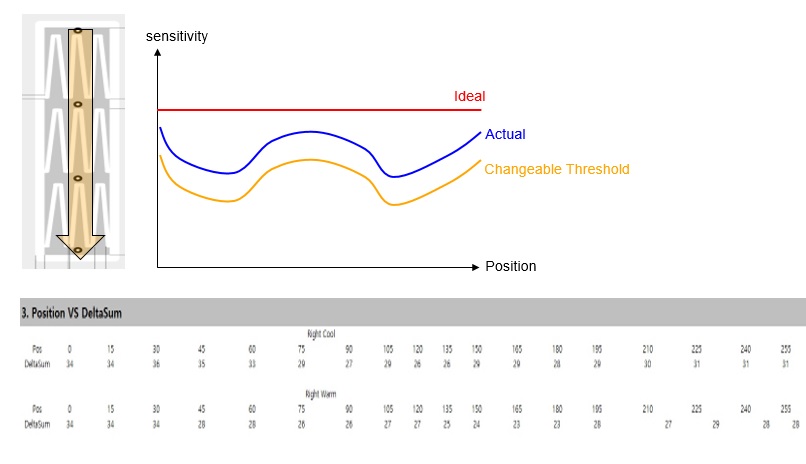 sensitivity
Ideal
Actual
Changeable Threshold
Position
3. Position VS DeltaSum
Right Cool
Pos 0 15 30 45 60 75 90 105 120 135 150 165 180 195 210 225 240 255
DeltaSum 34 34 36 35 33 29 27 29 26 26 29 29 28 29 30 31 31 31
Right Warm
Pos 0 15 30 45 60 75 90 105 120 135 150 165 180 195 210 225 240 255
DeltaSum 34 34 34 28 28 26 26 27 27 25 24 23 23 28 27 29 28 28